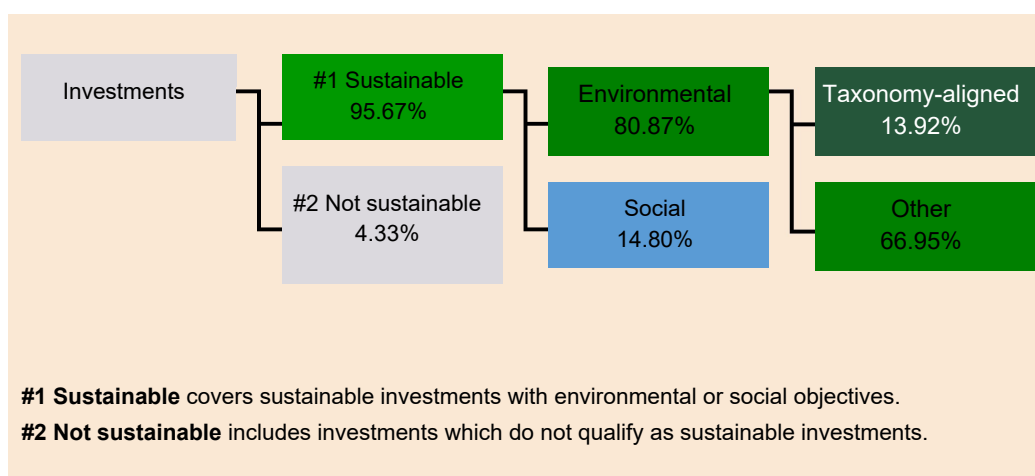 Investments
#1 Sustainable
95.67%
#2 Not sustainable
4.33%
Environmental
80.87%
Social
14.80%
Taxonomy-aligned
13.92%
Other
66.95%
#1 Sustainable covers sustainable investments with environmental or social objectives.
#2 Not sustainable includes investments which do not qualify as sustainable investments.